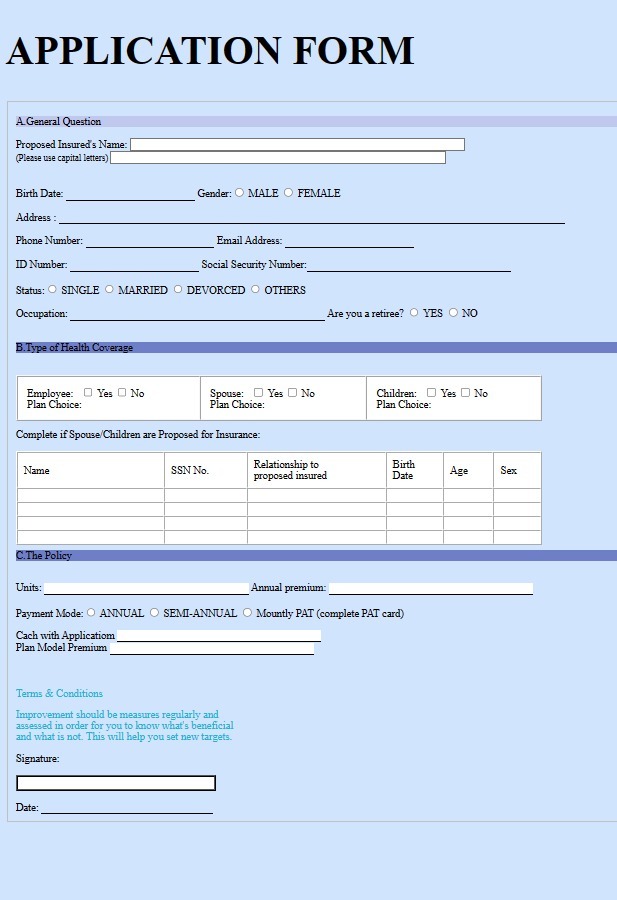 APPLICATION FORM
A.General Question
Proposed Insured's Name:
(Please use capital letters)
Birth Date: Gender: MALE FEMALE
Address :
Phone Number: Email Address:
ID Number: Social Security Number:
Status: SINGLE MARRIED DEVORCED OTHERS
Occupation: Are you a retiree? YES NO
B.Type of Health Coverage
Employee: Yes No Spouse: Yes No Children: Yes No
Plan Choice: Plan Choice: Plan Choice:
Complete if Spouse/Children are Proposed for Insurance:
Name SSN No. Relationship to proposed insured Birth Date Age Sex
C.The Policy
Units: Annual premium:
Payment Mode: ANNUAL SEMI-ANNUAL Mountly PAT (complete PAT card)
Cach with Applicatiom
Plan Model Premium
Terms & Conditions
Improvement should be measures regularly and
assessed in order for you to know what's beneficial
and what is not. This will help you set new targets.
Signature:
Date: